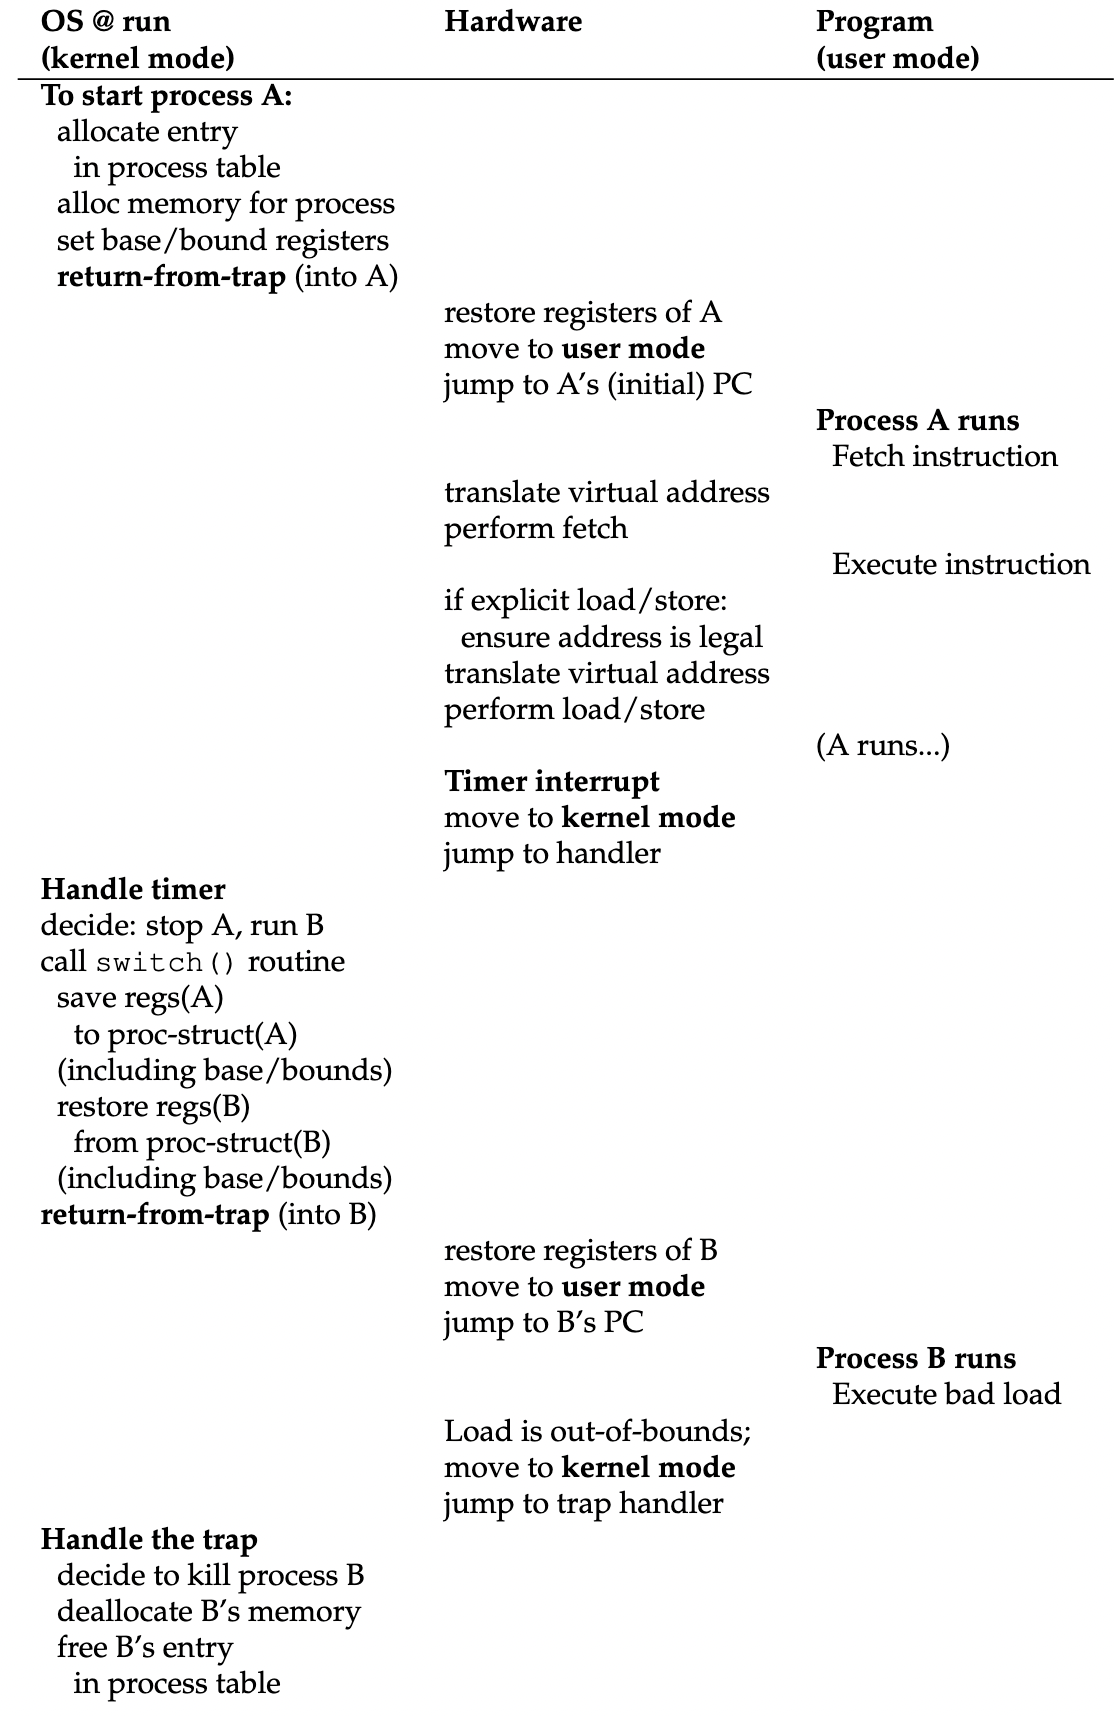 OS @ run Hardware Program
(kernel mode) (user mode)
To start process A:
allocate entry
in process table
alloc memory for process
set base/bound registers
return-from-trap (into A)
restore registers of A
move to user mode
jump to A's (initial) PC
Process A runs
Fetch instruction
translate virtual address
perform fetch
Execute instruction
if explicit load/store:
ensure address is legal
translate virtual address
perform load/store
(A runs...)
Timer interrupt
move to kernel mode
jump to handler
Handle timer
decide: stop A, run B
call switch() routine
save regs(A)
to proc-struct(A)
(including base/bounds)
restore regs(B)
from proc-struct(B)
(including base/bounds)
return-from-trap (into B)
restore registers of B
move to user mode
jump to B's PC
Process B runs
Execute bad load
Load is out-of-bounds;
move to kernel mode
jump to trap handler
Handle the trap
decide to kill process B
deallocate B's memory
free B's entry
in process table